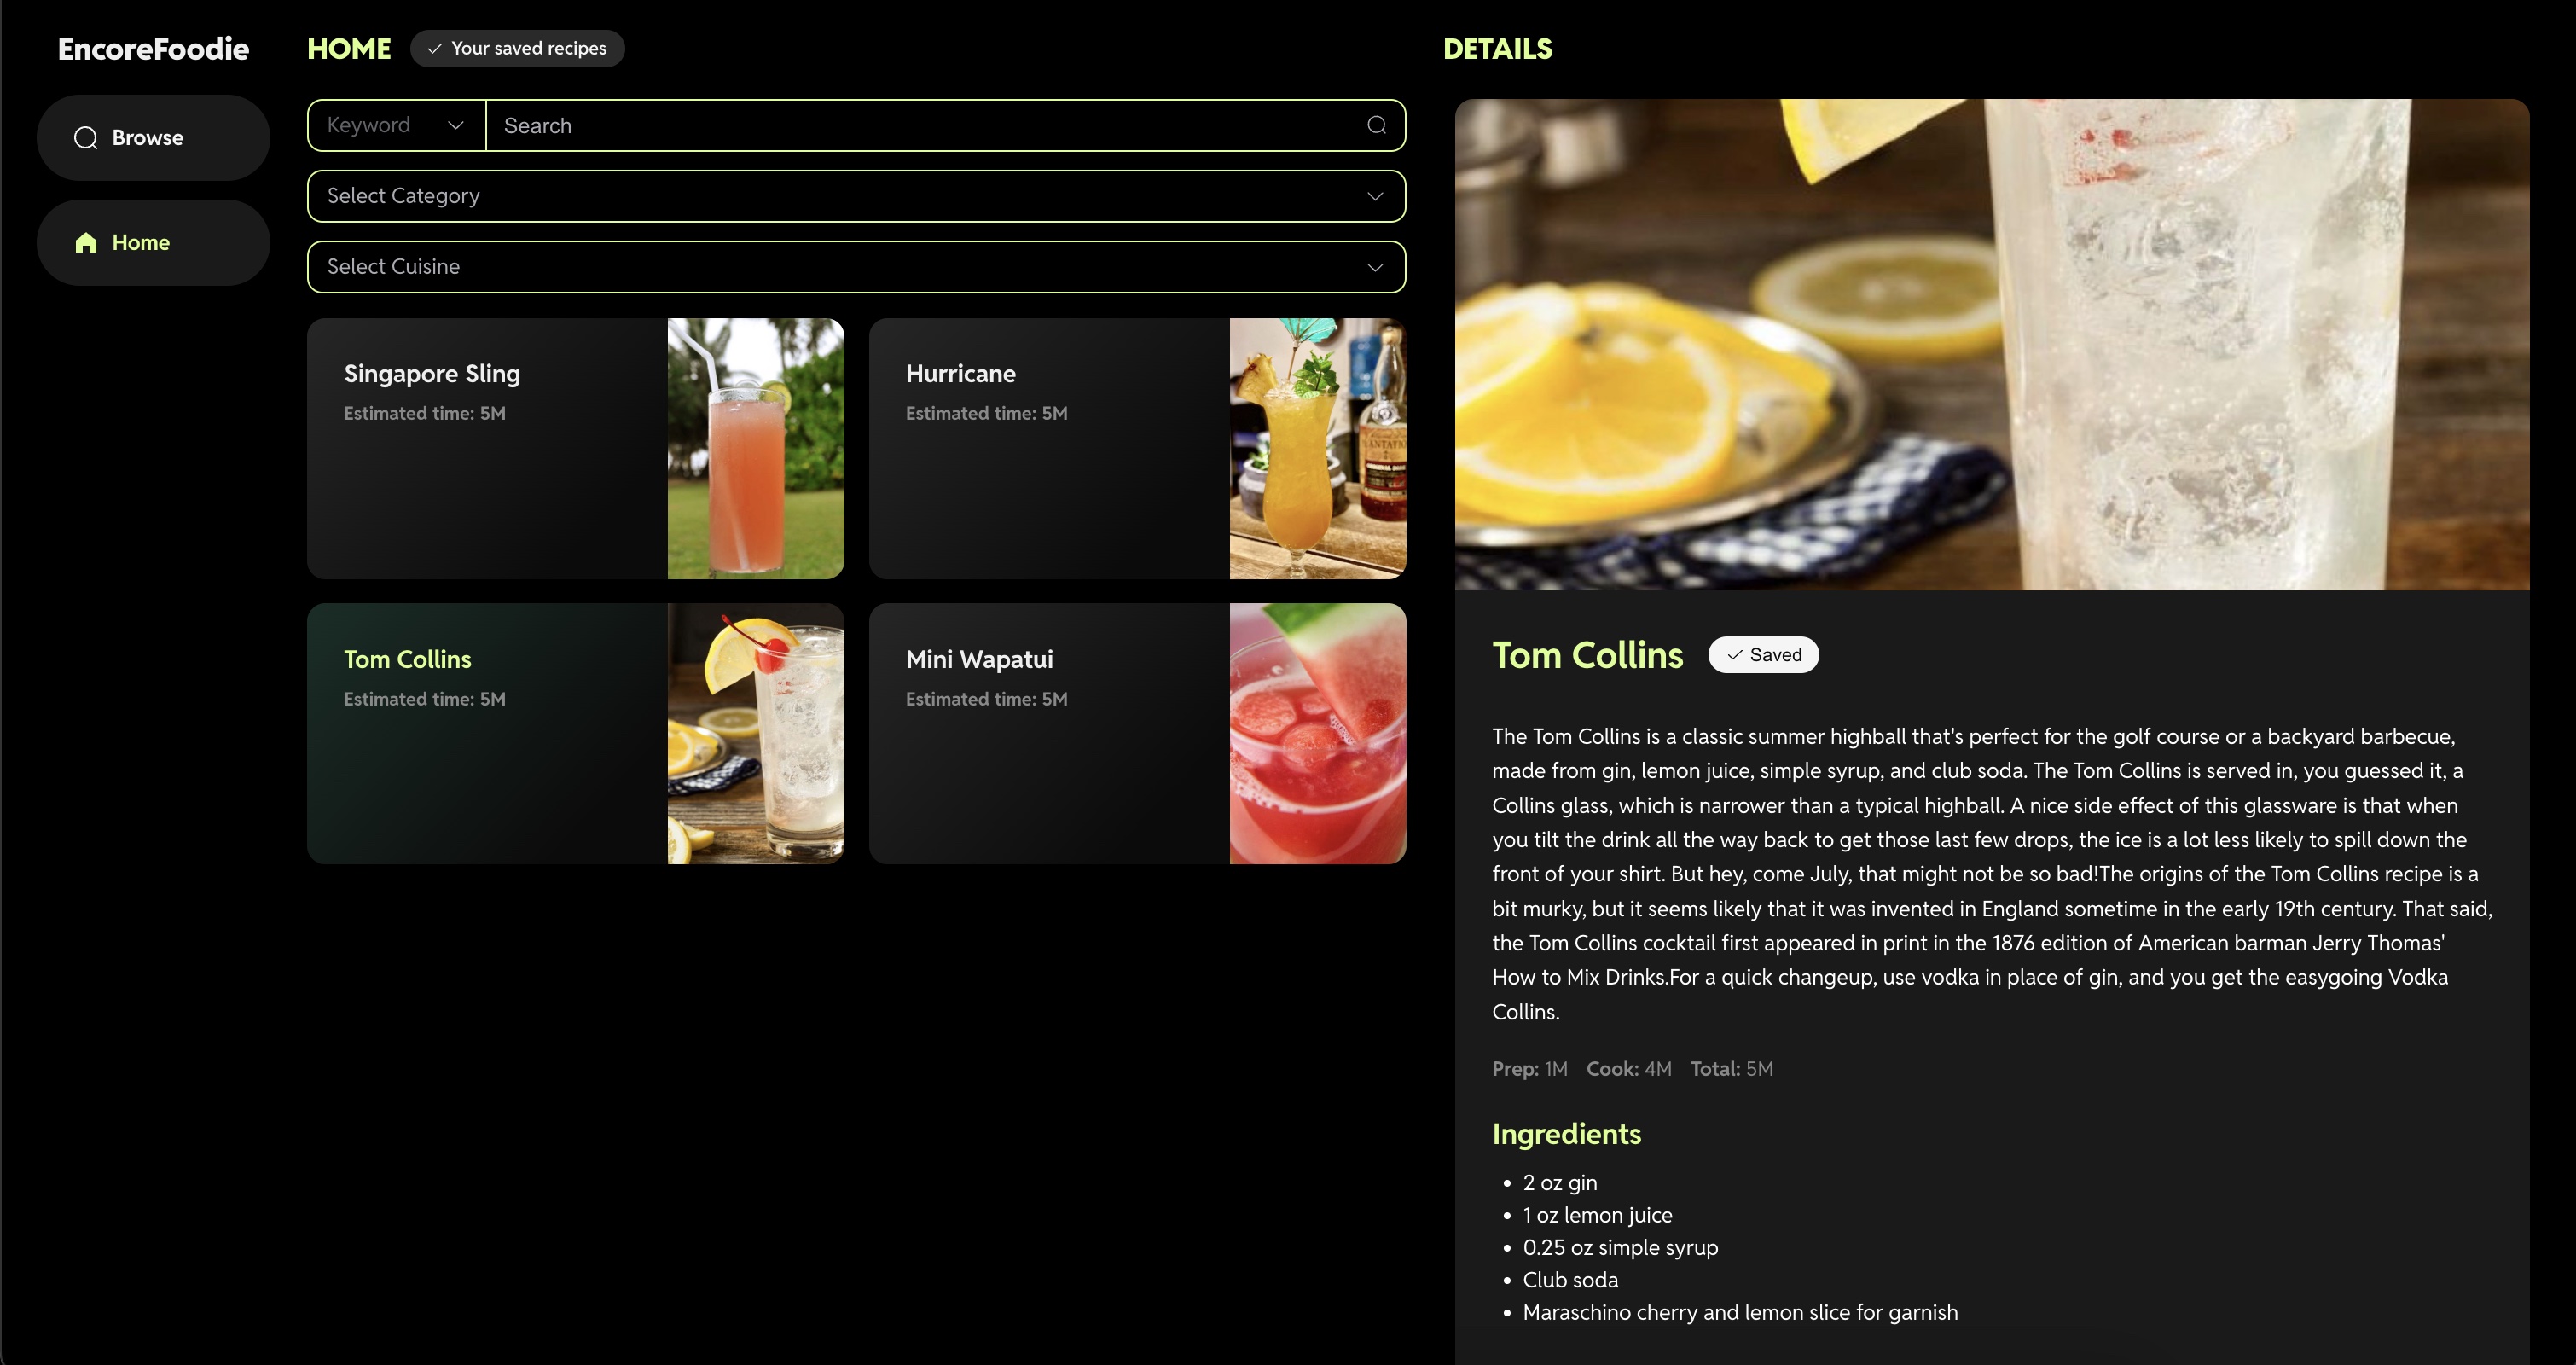 EncoreFoodie
Browse
Home
HOME
Your saved recipes
Keyword
Search
Select Category
Select Cuisine
Singapore Sling
Estimated time: 5M
Hurricane
Estimated time: 5M
Tom Collins
Estimated time: 5M
Mini Wapatui
Estimated time: 5M
DETAILS
Tom Collins
Saved
The Tom Collins is a classic summer highball that's perfect for the golf course or a backyard barbecue,
made from gin, lemon juice, simple syrup, and club soda. The Tom Collins is served in, you guessed it, a
Collins glass, which is narrower than a typical highball. A nice side effect of this glassware is that when
you tilt the drink all the way back to get those last few drops, the ice is a lot less likely to spill down the
front of your shirt. But hey, come July, that might not be so bad!The origins of the Tom Collins recipe is a
bit murky, but it seems likely that it was invented in England sometime in the early 19th century. That said,
the Tom Collins cocktail first appeared in print in the 1876 edition of American barman Jerry Thomas'
How to Mix Drinks.For a quick changeup, use vodka in place of gin, and you get the easygoing Vodka
Collins.
Prep: 1M Cook: 4M Total: 5M
Ingredients
• 2 oz gin
• 1 oz lemon juice
• 0.25 oz simple syrup
• Club soda
• Maraschino cherry and lemon slice for garnish